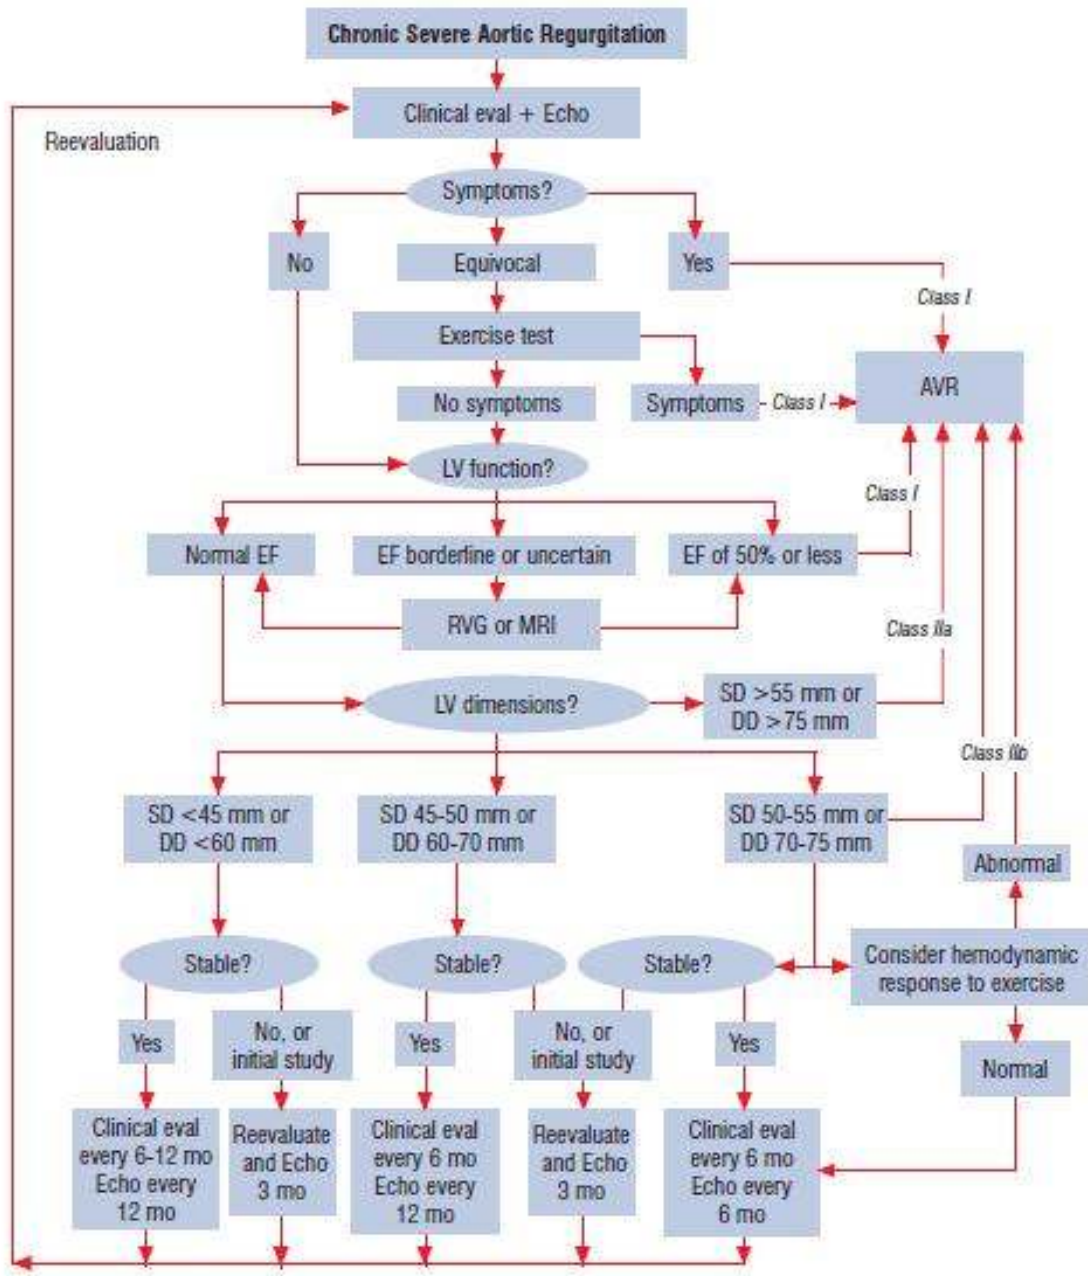 Chronic Severe Aortic Regurgitation
Clinical eval + Echo
Reevaluation
Symptoms?
No
Equivocal
Yes
Class I
Exercise test
AVR
No symptoms
Symptoms
Class I
LV function?
Class I
Normal EF
EF borderline or uncertain
EF of 50% or less
RVG or MRI
Class IIa
LV dimensions?
SD >55 mm or
DD >75 mm
Class IIb
SD <45 mm or
DD <60 mm
SD 45-50 mm or
DD 60-70 mm
SD 50-55 mm or
DD 70-75 mm
Abnormal
Stable?
Stable?
Stable?
Consider hemodynamic
response to exercise
Yes
No, or
initial study
Yes
No, or
initial study
Yes
Normal
Clinical eval
every 6-12 mo
Echo every
12 mo
Reevaluate
and Echo
3 mo
Clinical eval
every 6 mo
Echo every
12 mo
Reevaluate
and Echo
3 mo
Clinical eval
every 6 mo
Echo every
6 mo